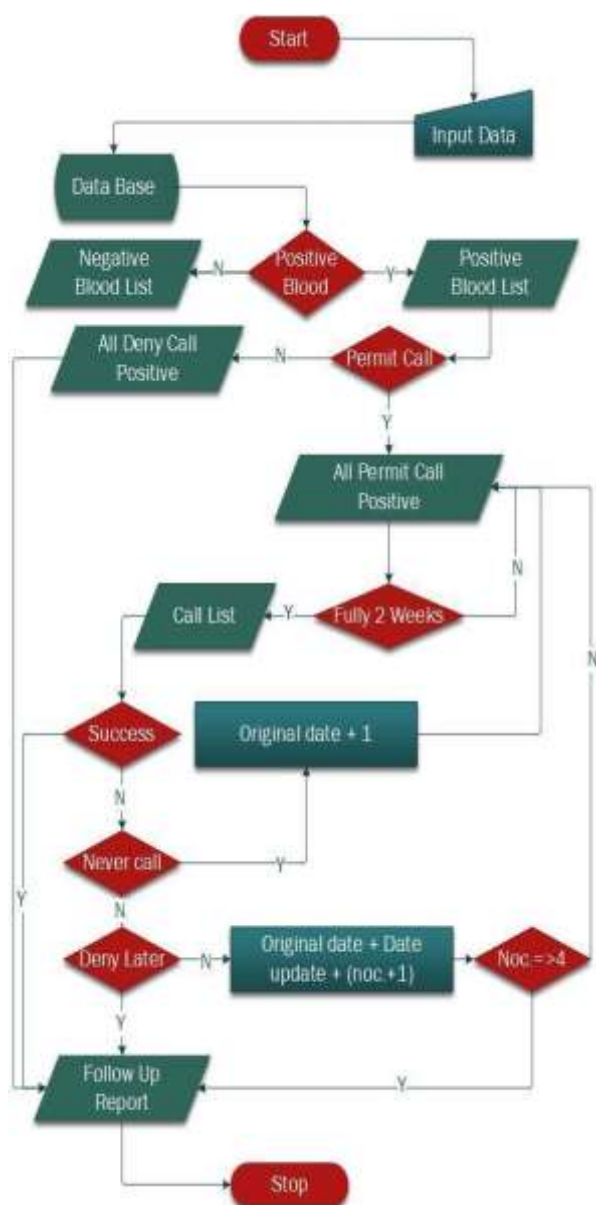 Start
Input Data
Data Base
Negative
Blood List
N
Positive
Blood
Y
Positive
Blood List
All Deny Call
Positive
N
Permit Call
Y
All Permit Call
Positive
N
Call List
Y
Fully 2 Weeks
N
Success
Original date + 1
N
Never call
Y
Y
N
Deny Later
N
Original date + Date
update + (noc.+1)
Noc.=>4
Y
Follow Up
Report
Y
Stop